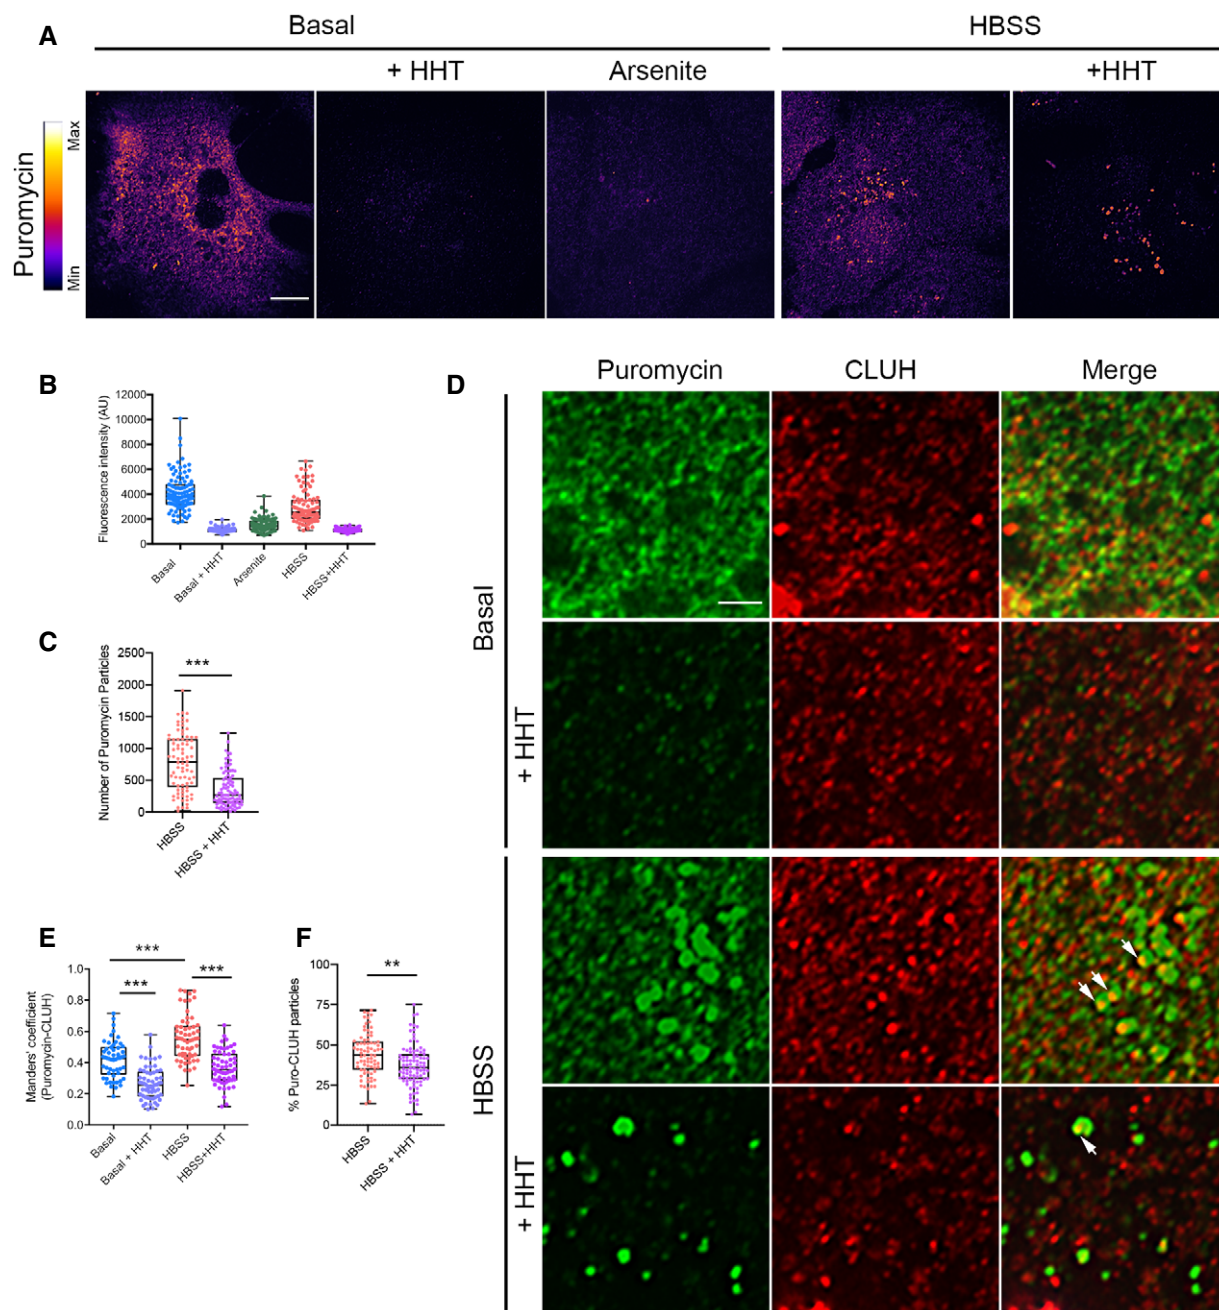 A
Basal
HBSS
+ HHT
Arsenite
+HHT
Puromycin
Max
Min
B
Fluorescence intensity (AU)
12000
10000
8000
6000
4000
2000
0
Basal
Basal + HHT
Arsenite
HBSS
HBSS+HHT
C
Number of Puromycin Particles
2500
2000
1500
1000
500
0
***
HBSS
HBSS + HHT
D
Puromycin
CLUH
Merge
Basal
+ HHT
HBSS
+ HHT
E
Manders' coefficient
(Puromycin-CLUH)
1.0
0.8
0.6
0.4
0.2
0.0
***
***
***
Basal
Basal + HHT
HBSS
HBSS+HHT
F
% Puro-CLUH particles
100
75
50
25
0
**
HBSS
HBSS + HHT